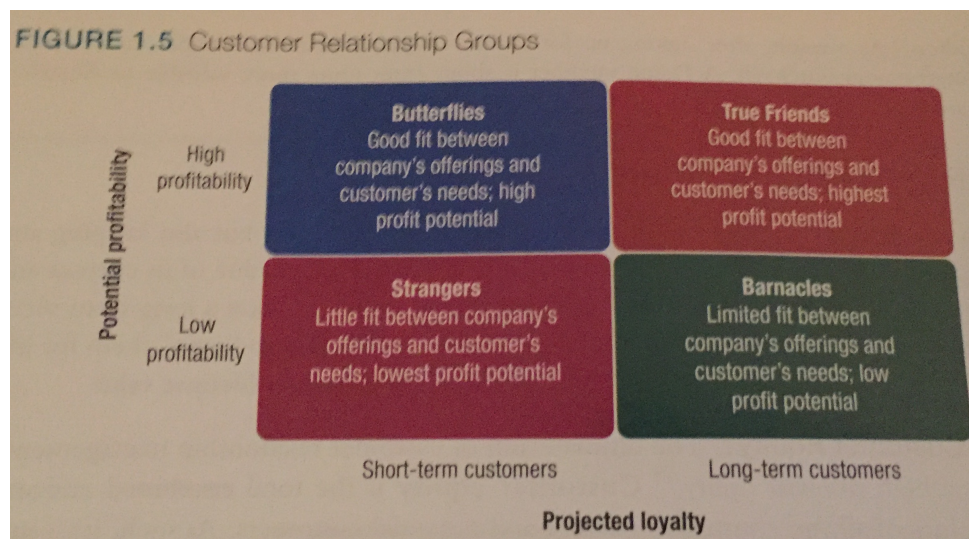 FIGURE 1.5 Customer Relationship Groups
Potential profitability
High
profitability
Butterflies
Good fit between
company's offerings and
customer's needs; high
profit potential
True Friends
Good fit between
company's offerings and
customer's needs; highest
profit potential
Low
profitability
Strangers
Little fit between company's
offerings and customer's
needs; lowest profit potential
Barnacles
Limited fit between
company's offerings and
customer's needs; low
profit potential
Short-term customers
Long-term customers
Projected loyalty